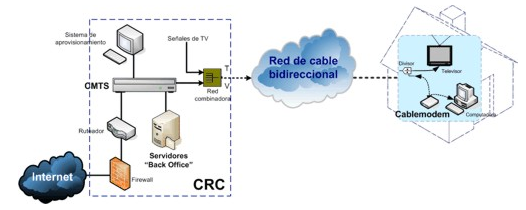 Sistema de
aprovisionamiento
Señales de TV
CMTS
T
V
Red
combinadora
Ruteador
Servidores
"Back Office"
Internet
Firewall
CRC
Red de cable
bidireccional
Divisor
Televisor
Cablemodem
Computadora